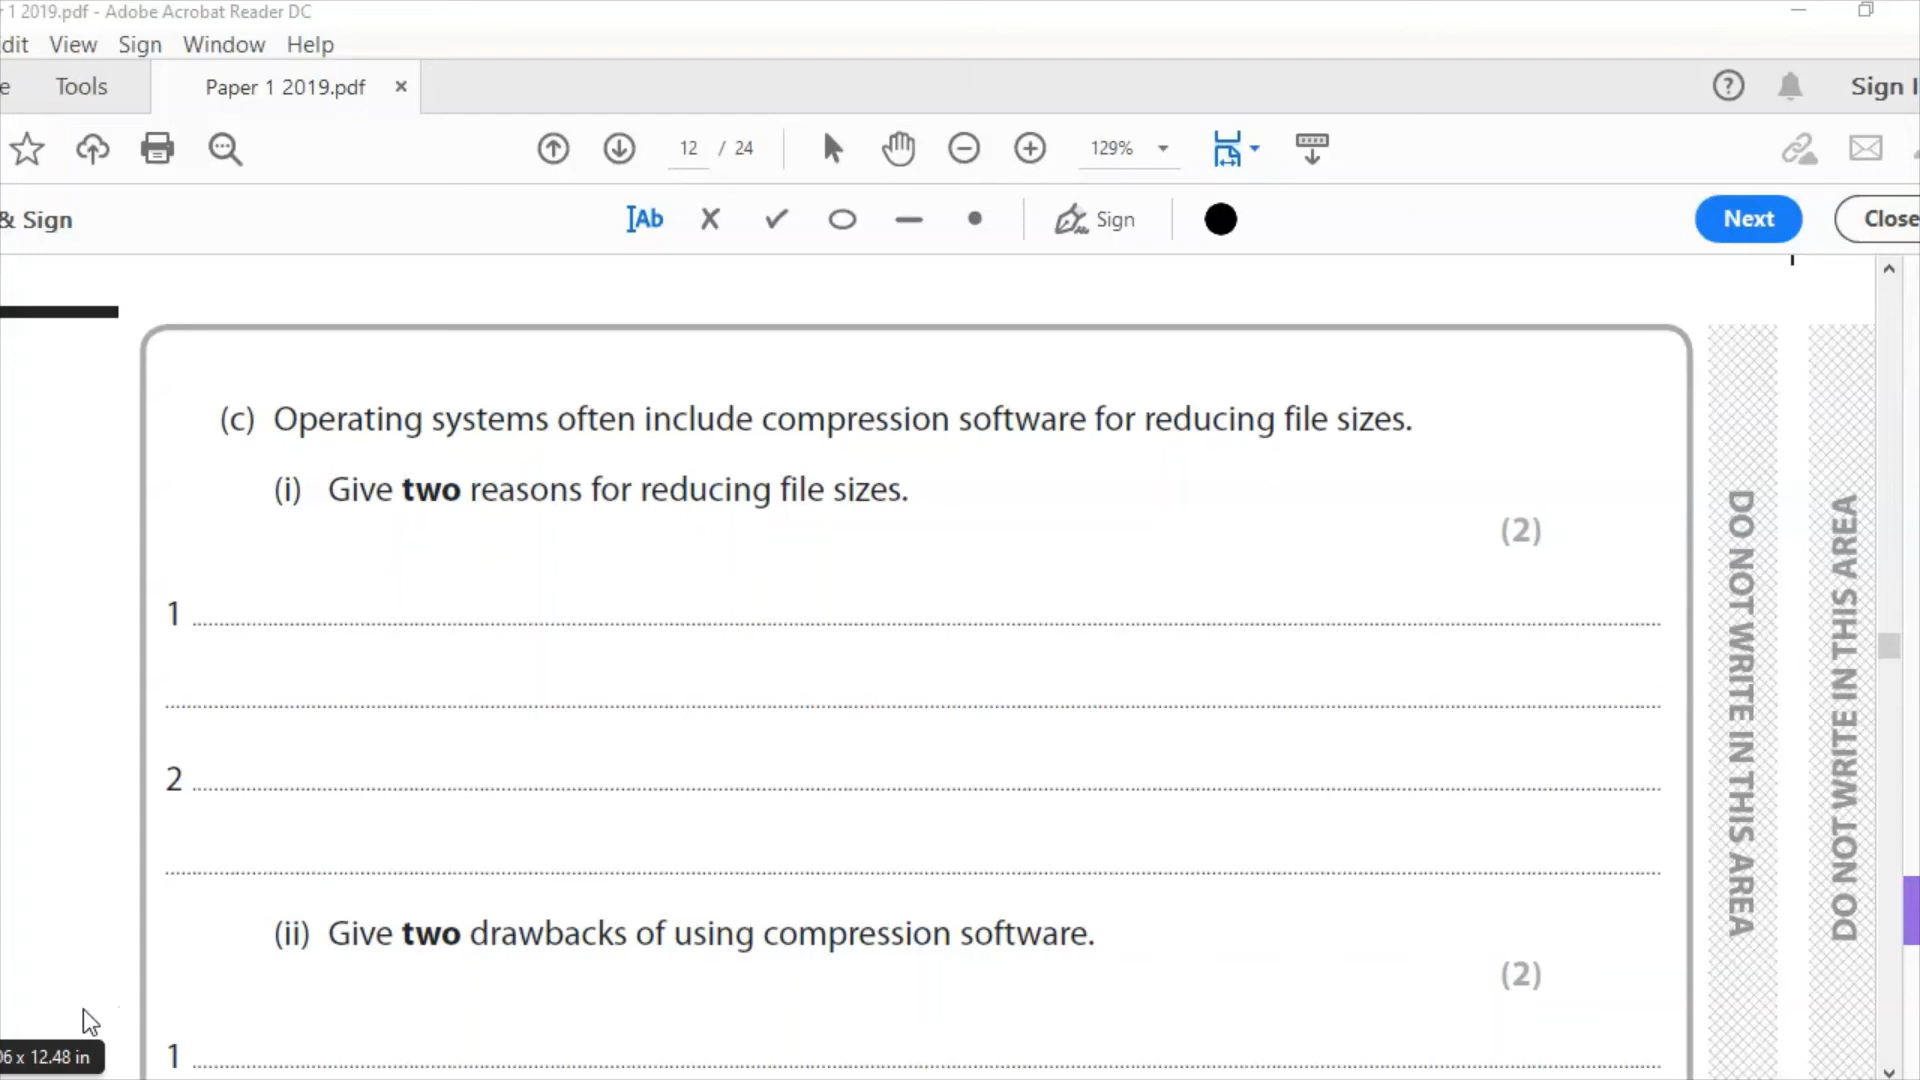 r 1 2019.pdf - Adobe Acrobat Reader DC
dit View Sign Window Help
e Tools Paper 1 2019.pdf × ? Sign I
12 / 24 129%
& Sign Ab Sign Next Close
(c) Operating systems often include compression software for reducing file sizes.
(i) Give two reasons for reducing file sizes.
(2)
1
2
(ii) Give two drawbacks of using compression software.
(2)
1
DO NOT WRITE IN THIS AREA
DO NOT WRITE IN THIS AREA
06 x 12.48 in